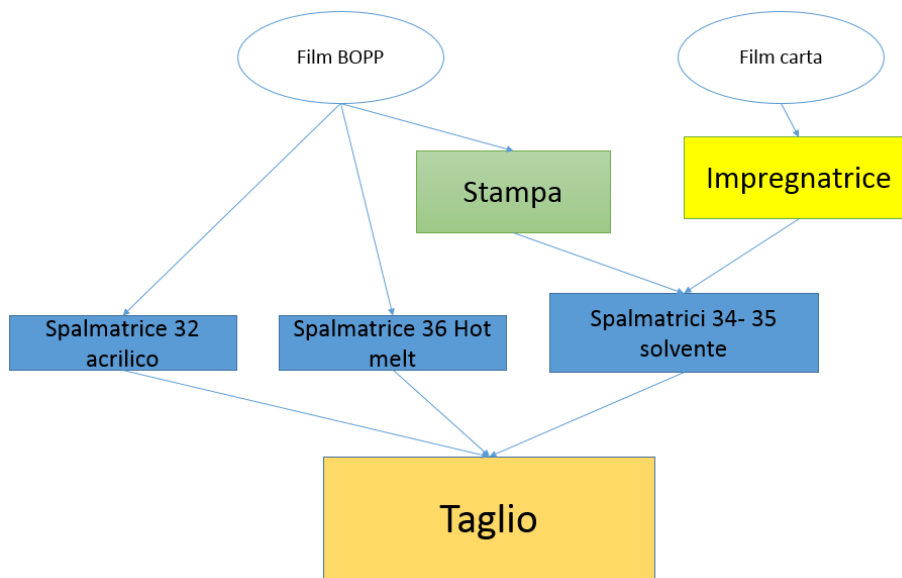 Film BOPP
Film carta
Stampa
Impregnatrice
Spalmatrice 32
acrilico
Spalmatrice 36 Hot
melt
Spalmatrici 34- 35
solvente
Taglio